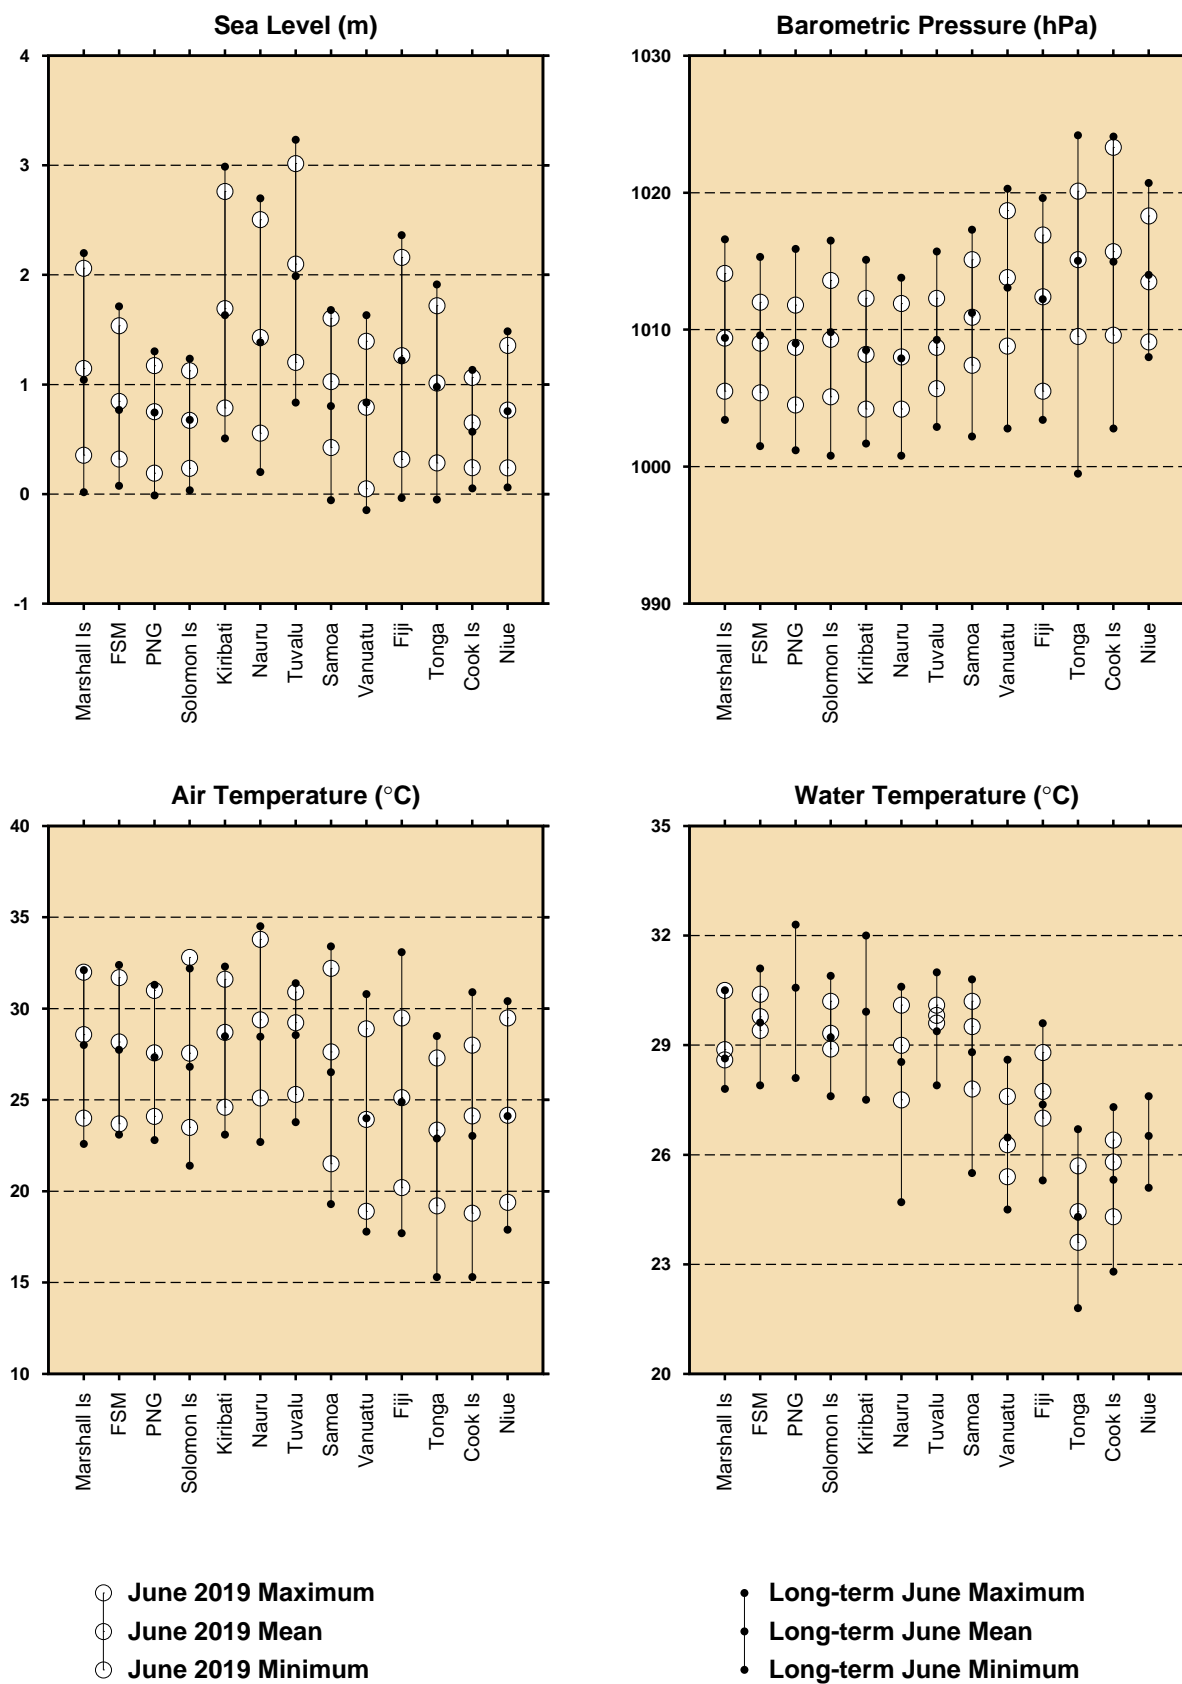 Sea Level (m)
4
3
2
1
0
-1
Marshall Is
FSM
PNG
Solomon Is
Kiribati
Nauru
Tuvalu
Samoa
Vanuatu
Fiji
Tonga
Cook Is
Niue
Barometric Pressure (hPa)
1030
1020
1010
1000
990
Marshall Is
FSM
PNG
Solomon Is
Kiribati
Nauru
Tuvalu
Samoa
Vanuatu
Fiji
Tonga
Cook Is
Niue
Air Temperature (°C)
40
35
30
25
20
15
10
Marshall Is
FSM
PNG
Solomon Is
Kiribati
Nauru
Tuvalu
Samoa
Vanuatu
Fiji
Tonga
Cook Is
Niue
Water Temperature (°C)
35
32
29
26
23
20
Marshall Is
FSM
PNG
Solomon Is
Kiribati
Nauru
Tuvalu
Samoa
Vanuatu
Fiji
Tonga
Cook Is
Niue
June 2019 Maximum
June 2019 Mean
June 2019 Minimum
Long-term June Maximum
Long-term June Mean
Long-term June Minimum